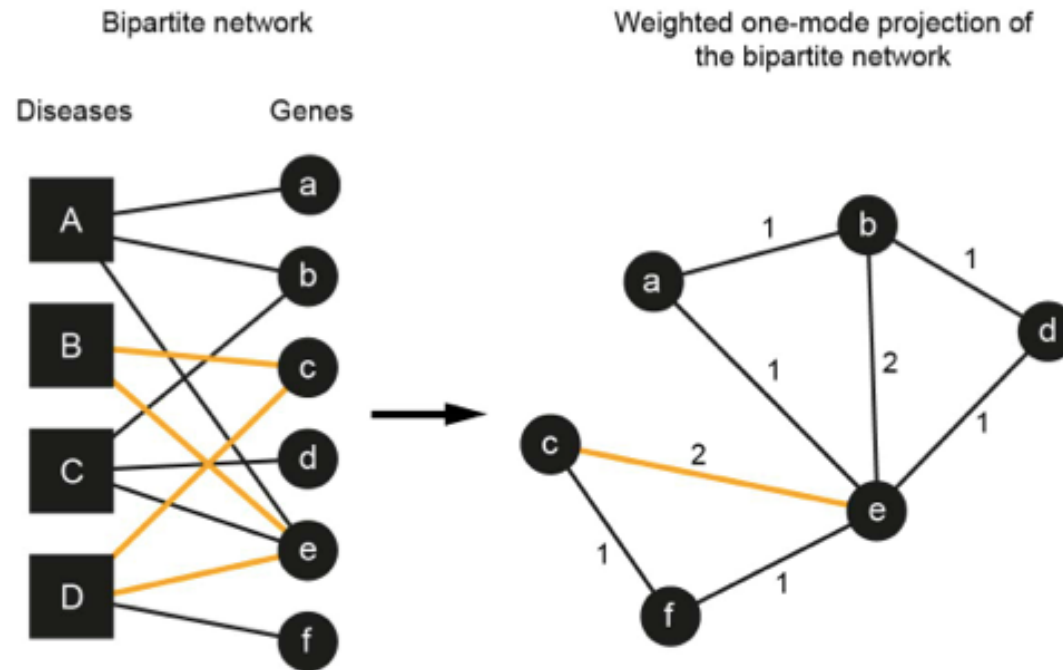 Bipartite network
Weighted one-mode projection of
the bipartite network
Diseases
Genes
A
B
C
D
a
b
c
d
e
f
b
1
1
a
d
1
2
1
c
2
e
1
1
f